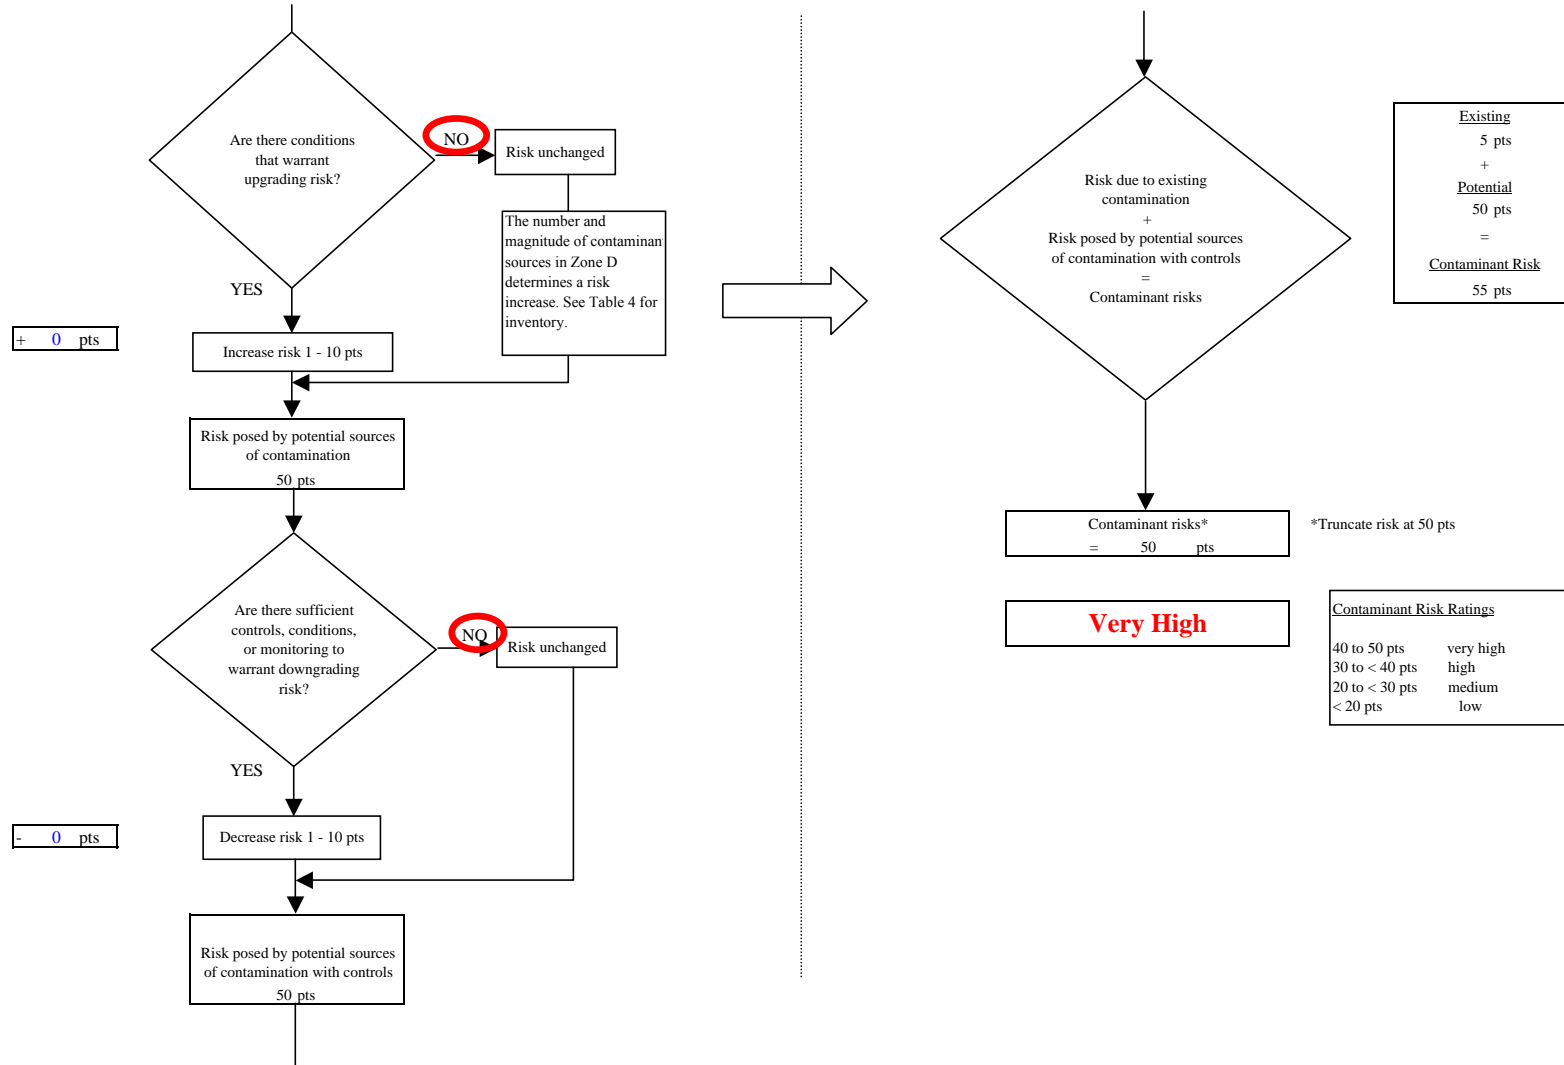 Are there conditions
that warrant
upgrading risk?
NO
Risk unchanged
The number and
magnitude of contaminan
sources in Zone D
determines a risk
increase. See Table 4 for
inventory.
YES
+ 0 pts
Increase risk 1 - 10 pts
Risk posed by potential sources
of contamination
50 pts
Are there sufficient
controls, conditions,
or monitoring to
warrant downgrading
risk?
NO
Risk unchanged
YES
- 0 pts
Decrease risk 1 - 10 pts
Risk posed by potential sources
of contamination with controls
50 pts
Risk due to existing
contamination
+
Risk posed by potential sources
of contamination with controls
=
Contaminant risks
Existing
5 pts
+
Potential
50 pts
=
Contaminant Risk
55 pts
Contaminant risks*
= 50 pts
*Truncate risk at 50 pts
Very High
Contaminant Risk Ratings
40 to 50 pts very high
30 to < 40 pts high
20 to < 30 pts medium
< 20 pts low